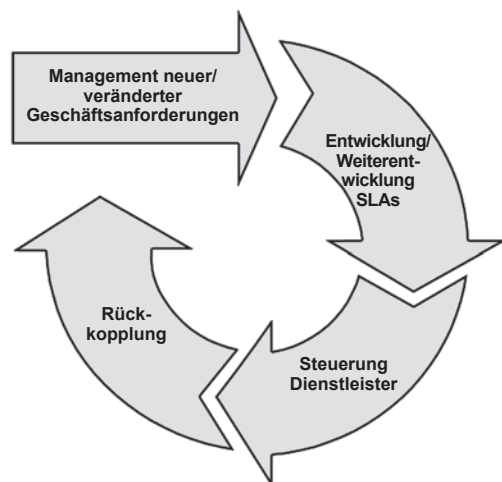 Management neuer/
veränderter
Geschäftsanforderungen
Entwicklung/
Weiterent-
wicklung
SLAs
Steuerung
Dienstleister
Rück-
kopplung